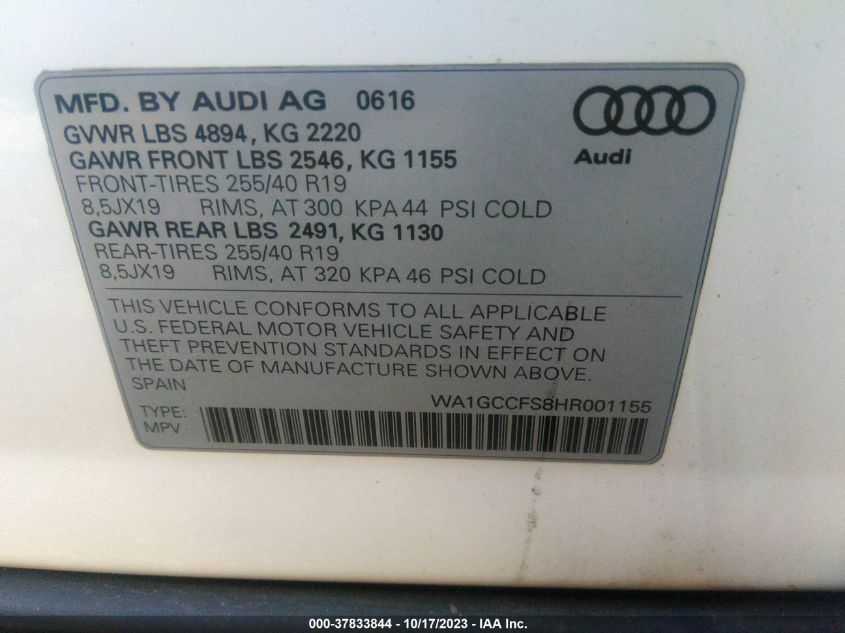 MFD. BY AUDI AG 0616
GVWR LBS 4894, KG 2220
GAWR FRONT LBS 2546, KG 1155
FRONT-TIRES 255/40 R19
8,5JX19 RIMS, AT 300 KPA 44 PSI COLD
GAWR REAR LBS 2491, KG 1130
REAR-TIRES 255/40 R19
8,5JX19 RIMS, AT 320 KPA 46 PSI COLD
Audi
THIS VEHICLE CONFORMS TO ALL APPLICABLE
U.S. FEDERAL MOTOR VEHICLE SAFETY AND
THEFT PREVENTION STANDARDS IN EFFECT ON
THE DATE OF MANUFACTURE SHOWN ABOVE.
SPAIN
WA1GCCFS8HR001155
TYPE:
MPV
000-37833844 - 10/17/2023 - IAA Inc.